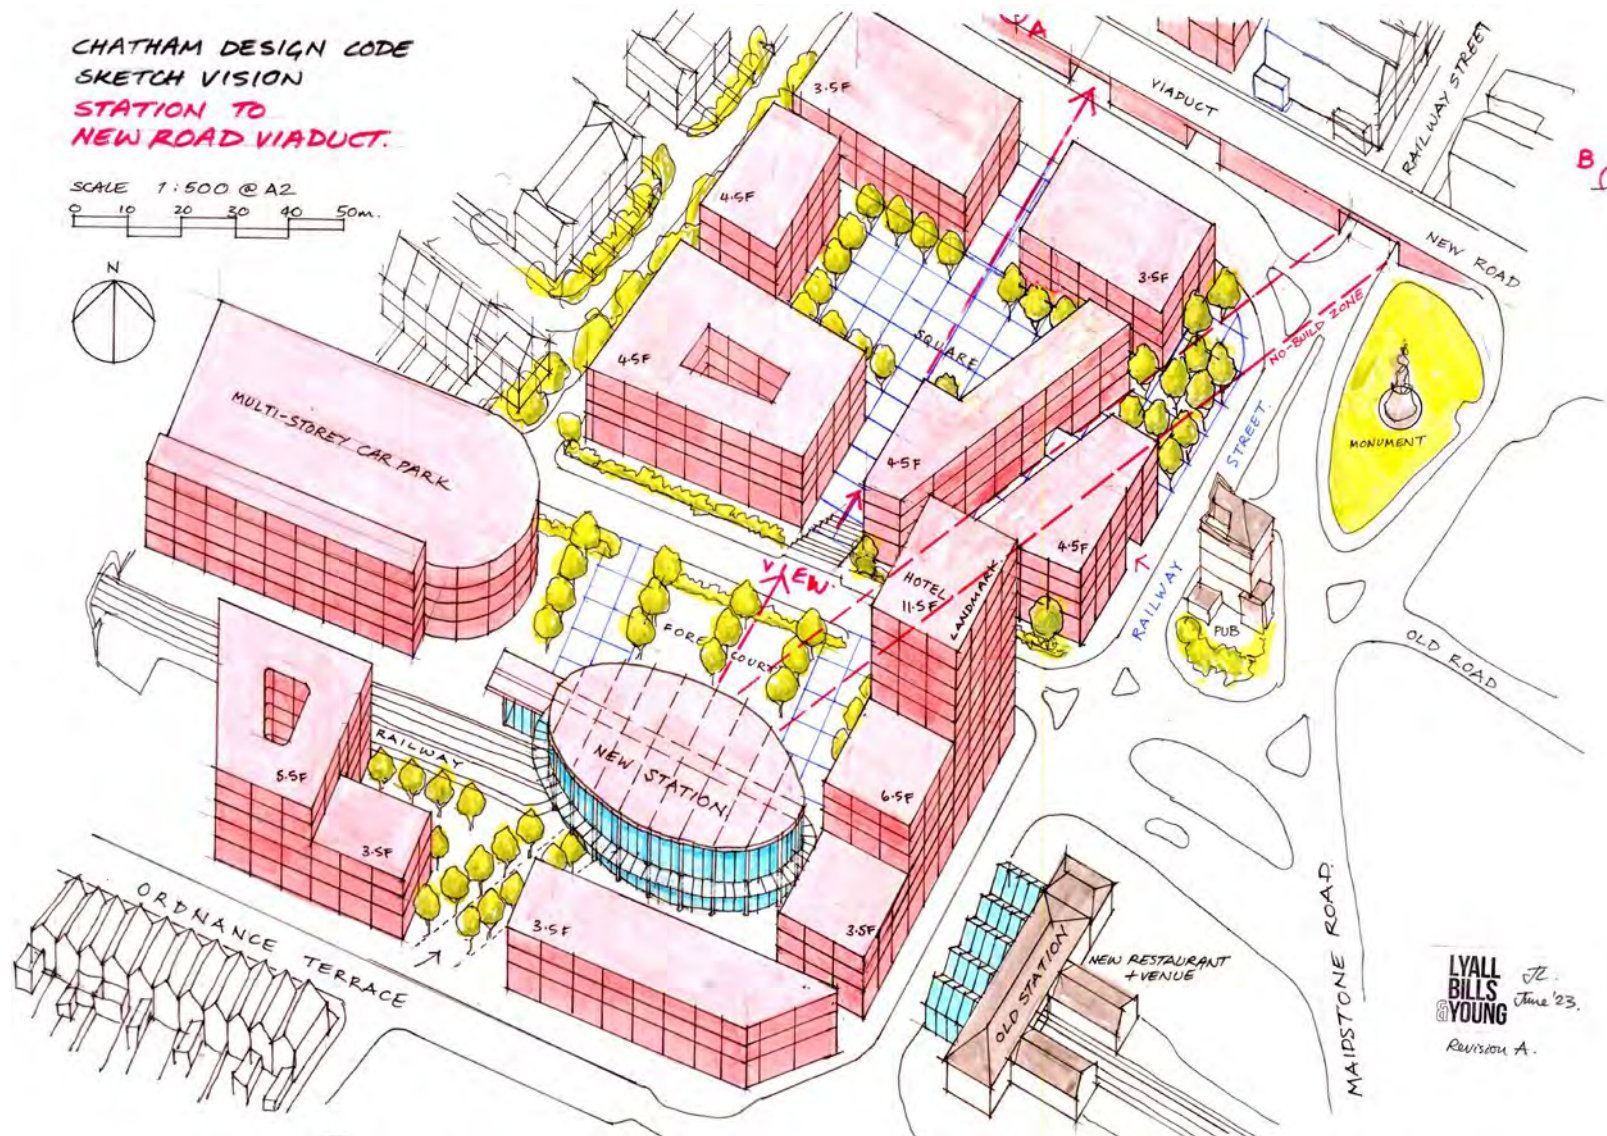 CHATHAM DESIGN CODE
SKETCH VISION
STATION TO
NEW ROAD VIADUCT.
SCALE 1:500 @ A2
0 10 20 30 40 50m.
N
A
VIADUCT
RAILWAY STREET
B
NEW ROAD
3.5F
4.5F
3.5F
SQUARE
NO-BUILD ZONE
4.5F
MONUMENT
MULTI-STOREY CAR PARK
4.5F
4.5F
RAILWAY STREET.
HOTEL
11.5F
LANDMARK
VIEW.
FORE
COURT
PUB
OLD ROAD
RAILWAY
NEW STATION
5.5F
6.5F
3.5F
3.5F
3.5F
ORDNANCE TERRACE
OLD STATION
NEW RESTAURANT
+ VENUE
MAIDSTONE ROAD.
LYALL
BILLS
&YOUNG
JL.
June '23.
Revision A.